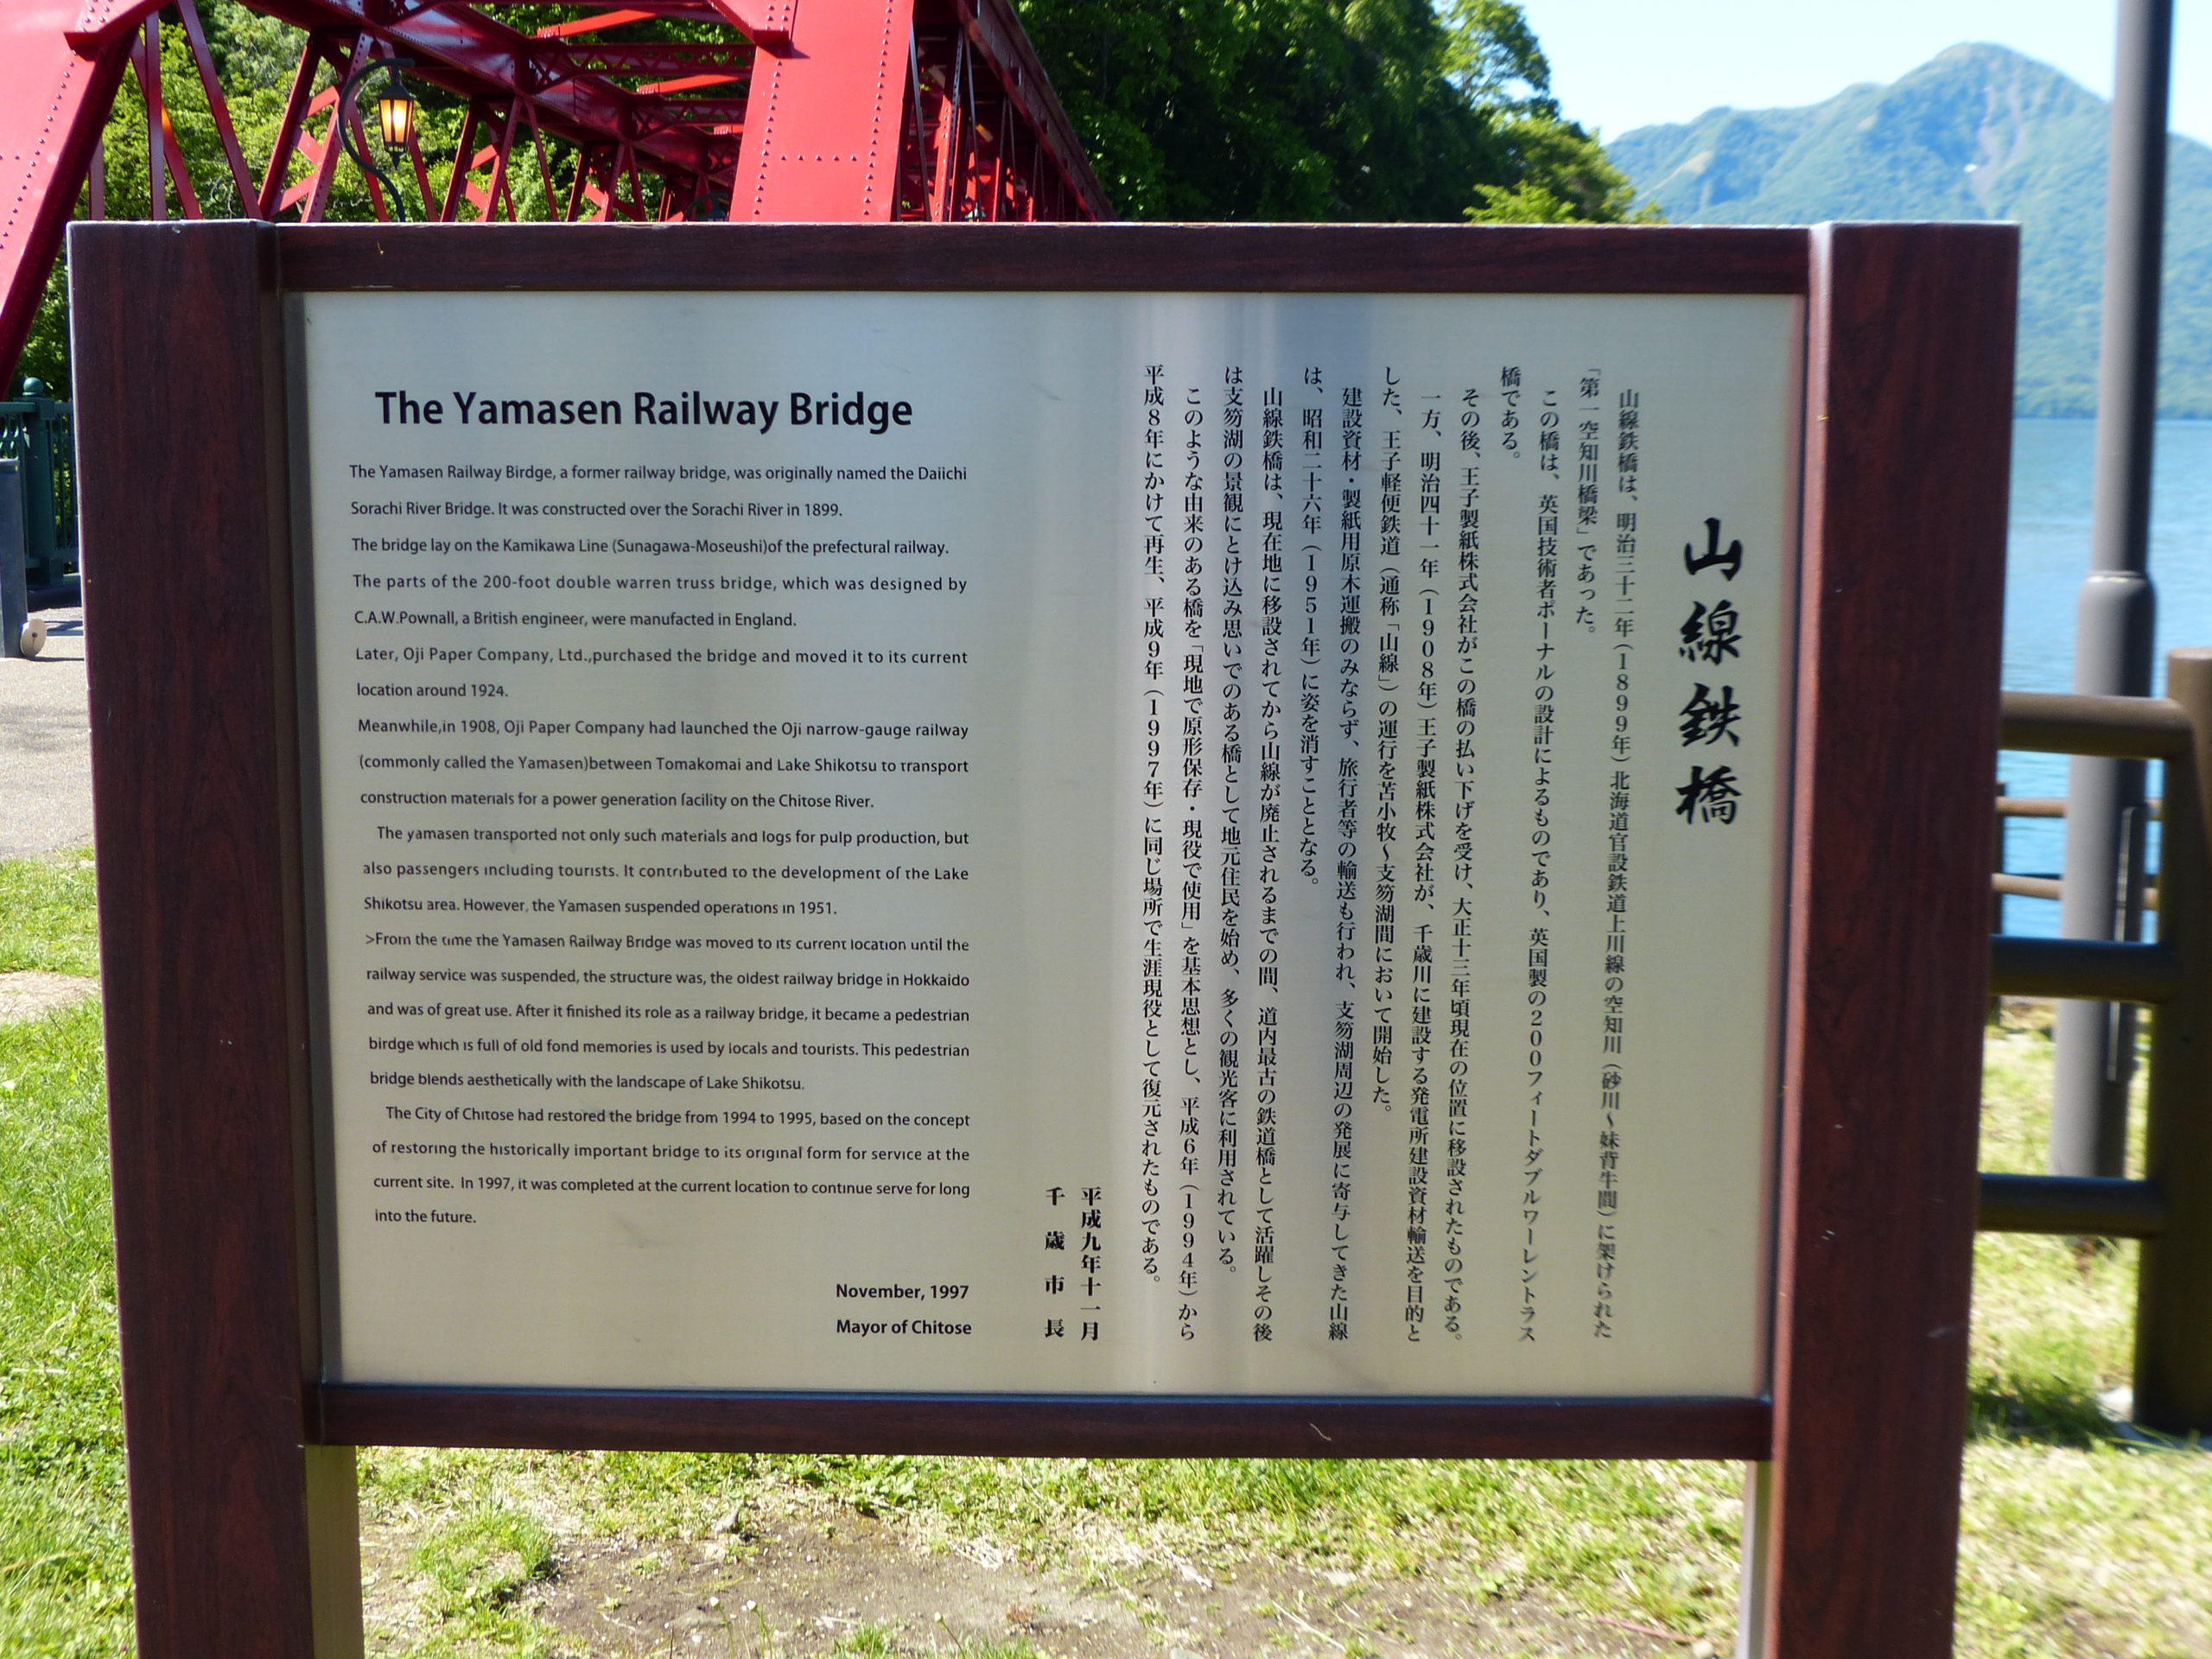 The Yamasen Railway Bridge
The Yamasen Railway Birdge, a former railway bridge, was originally named the Daiichi
Sorachi River Bridge. It was constructed over the Sorachi River in 1899.
The bridge lay on the Kamikawa Line (Sunagawa-Moseushi)of the prefectural railway.
The parts of the 200-foot double warren truss bridge, which was designed by
C.A.W.Pownall, a British engineer, were manufacted in England.
Later, Oji Paper Company, Ltd.,purchased the bridge and moved it to its current
location around 1924.
Meanwhile,in 1908, Oji Paper Company had launched the Oji narrow-gauge railway
(commonly called the Yamasen)between Tomakomai and Lake Shikotsu to transport
construction materials for a power generation facility on the Chitose River.
The yamasen transported not only such materials and logs for pulp production, but
also passengers including tourists. It contributed to the development of the Lake
Shikotsu area. However, the Yamasen suspended operations in 1951.
>From the time the Yamasen Railway Bridge was moved to its current location until the
railway service was suspended, the structure was, the oldest railway bridge in Hokkaido
and was of great use. After it finished its role as a railway bridge, it became a pedestrian
birdge which is full of old fond memories is used by locals and tourists. This pedestrian
bridge blends aesthetically with the landscape of Lake Shikotsu.
The City of Chitose had restored the bridge from 1994 to 1995, based on the concept
of restoring the historically important bridge to its original form for service at the
current site. In 1997, it was completed at the current location to continue serve for long
into the future.
November, 1997
Mayor of Chitose
山線鉄橋
山線鉄橋は、明治三十二年(1899年)北海道官設鉄道上川線の空知川(砂川~妹背牛間)に架けられた
「第一空知川橋梁」であった。
この橋は、英国技術者ポーナルの設計によるものであり、英国製の200フィートダブルワーレントラス
橋である。
その後、王子製紙株式会社がこの橋の払い下げを受け、大正十三年頃現在の位置に移設されたものである。
一方、明治四十一年(1908年)王子製紙株式会社が、千歳川に建設する発電所建設資材輸送を目的と
した、王子軽便鉄道(通称「山線」)の運行を苫小牧~支笏湖間において開始した。
建設資材・製紙用原木運搬のみならず、旅行者等の輸送も行われ、支笏湖周辺の発展に寄与してきた山線
は、昭和二十六年(1951年)に姿を消すこととなる。
山線鉄橋は、現在地に移設されてから山線が廃止されるまでの間、道内最古の鉄道橋として活躍しその後
は支笏湖の景観にとけ込み思いでのある橋として地元住民を始め、多くの観光客に利用されている。
このような由来のある橋を「現地で原形保存・現役で使用」を基本思想とし、平成6年(1994年)から
平成8年にかけて再生、平成9年(1997年)に同じ場所で生涯現役として復元されたものである。
平成九年十一月
千歳市長